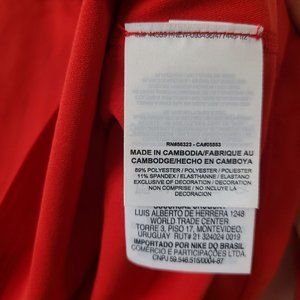 RN#56323 - CA#05553
MADE IN CAMBODIA/FABRIQUE AU
CAMBODGE/HECHO EN CAMBOYA
89% POLYESTER / POLYESTER / POLIESTER
11% SPANDEX / ELASTHANNE / ELASTANO
EXCLUSIVE OF DECORATION / DECORATION
NON COMPRISE / NO INCLUYE LA
DECORACION
LUIS ALBERTO DE HERRERA 1248
WORLD TRADE CENTER
TORRE 3, PISO 17, MONTEVIDEO,
URUGUAY RUT# 21 324024 0019
IMPORTADO POR NIKE DO BRASIL
COMÉRCIO E PARTICIPAÇÕES LTDA.
CNPJ 59.546.515/0004-87